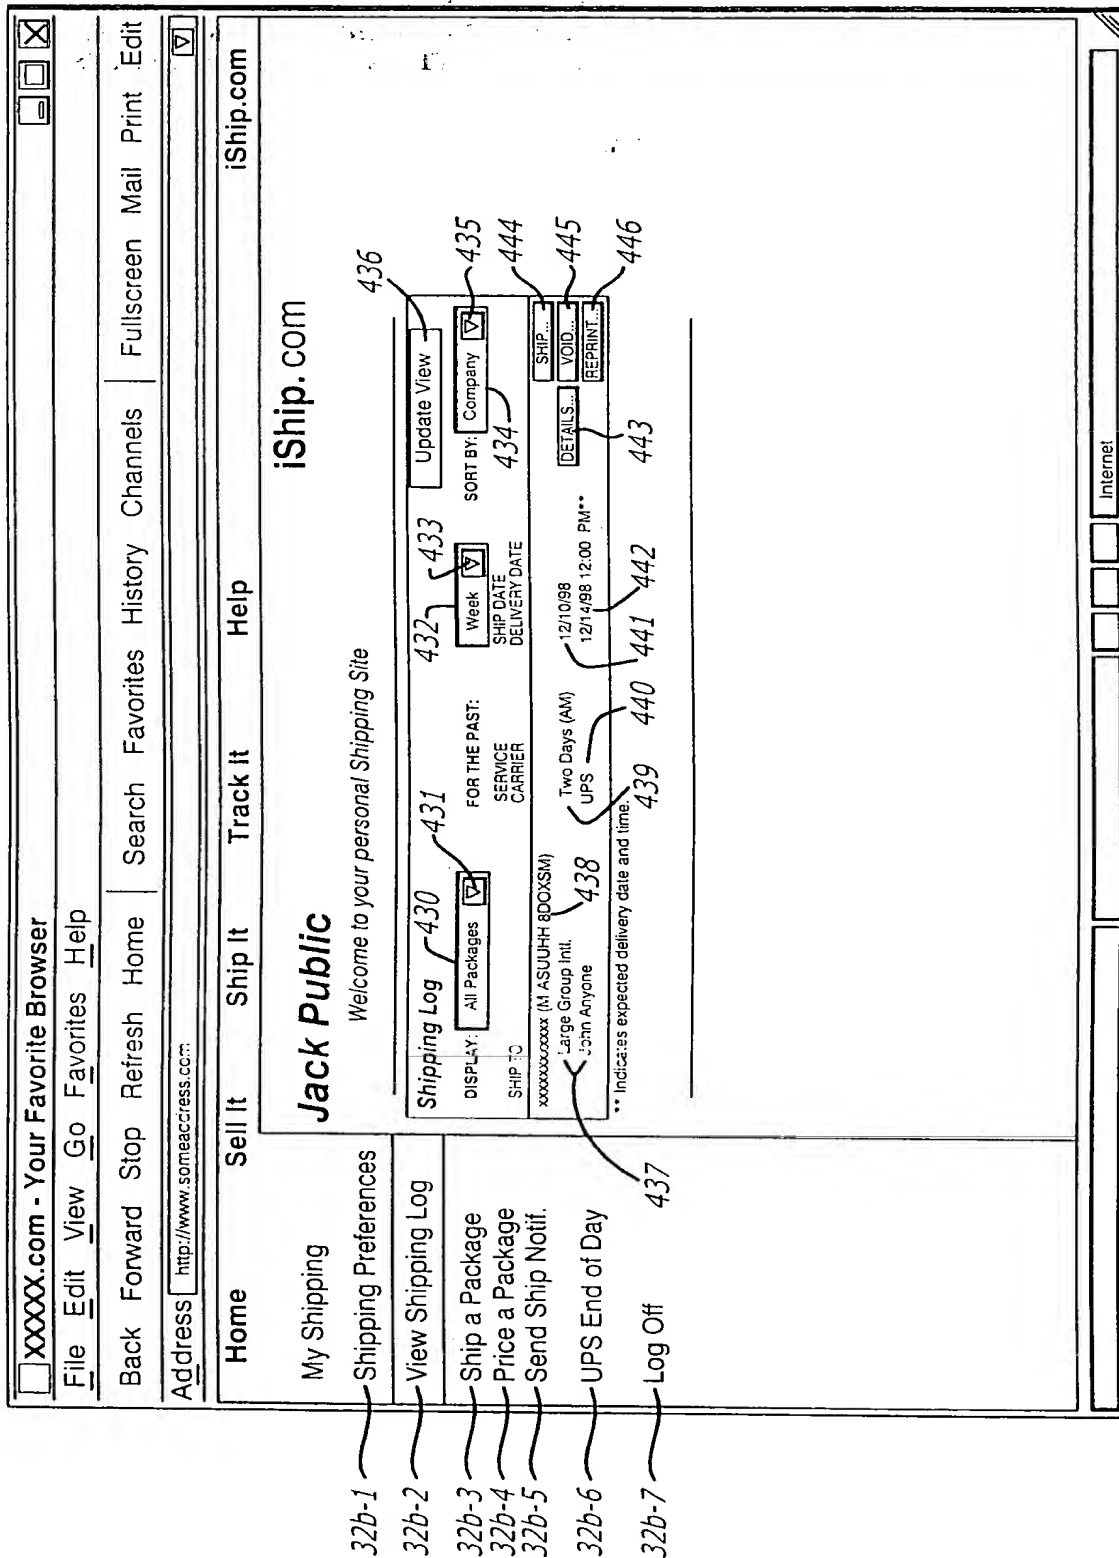 XXXXX.com - Your Favorite Browser
File Edit View Go Favorites Help
Back Forward Stop Refresh Home Search Favorites History Channels Fullscreen Mail Print Edit
Address http://www.someaddress.com
Home Sell It Ship It Track It Help iShip.com
My Shipping
32b-1 Shipping Preferences
32b-2 View Shipping Log
32b-3 Ship a Package
32b-4 Price a Package
32b-5 Send Ship Notif.
32b-6 UPS End of Day
32b-7 Log Off
Jack Public iShip.com
Welcome to your personal Shipping Site
436
Shipping Log 430 431 432 433 Update View
DISPLAY: All Packages FOR THE PAST: Week SORT BY: Company 435
434
SHIP TO SERVICE SHIP DATE
CARRIER DELIVERY DATE
xxxxxxxxxxxx (M ASUUHH 8DOXSM) SHIP... 444
Large Group Intl. 438 Two Days (AM) 12/10/98 DETAILS... VOID... 445
John Anyone UPS 12/14/98 12:00 PM** REPRINT... 446
** Indicates expected delivery date and time.
437 439 440 441 442 443
Internet